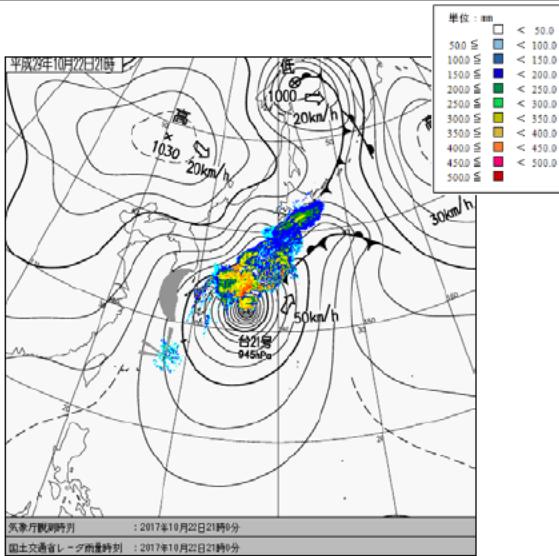 単位：mm
< 50.0
50.0 ≦ < 100.0
100.0 ≦ < 150.0
150.0 ≦ < 200.0
200.0 ≦ < 250.0
250.0 ≦ < 300.0
300.0 ≦ < 350.0
350.0 ≦ < 400.0
400.0 ≦ < 450.0
450.0 ≦ < 500.0
500.0 ≦
平成29年10月22日21時
低
1000
20km/h
高
1030
20km/h
高
30km/h
50km/h
台21号
945hPa
気象庁観測時刻 ：2017年10月22日21時0分
国土交通省レーダ雨量時刻 ：2017年10月22日21時0分